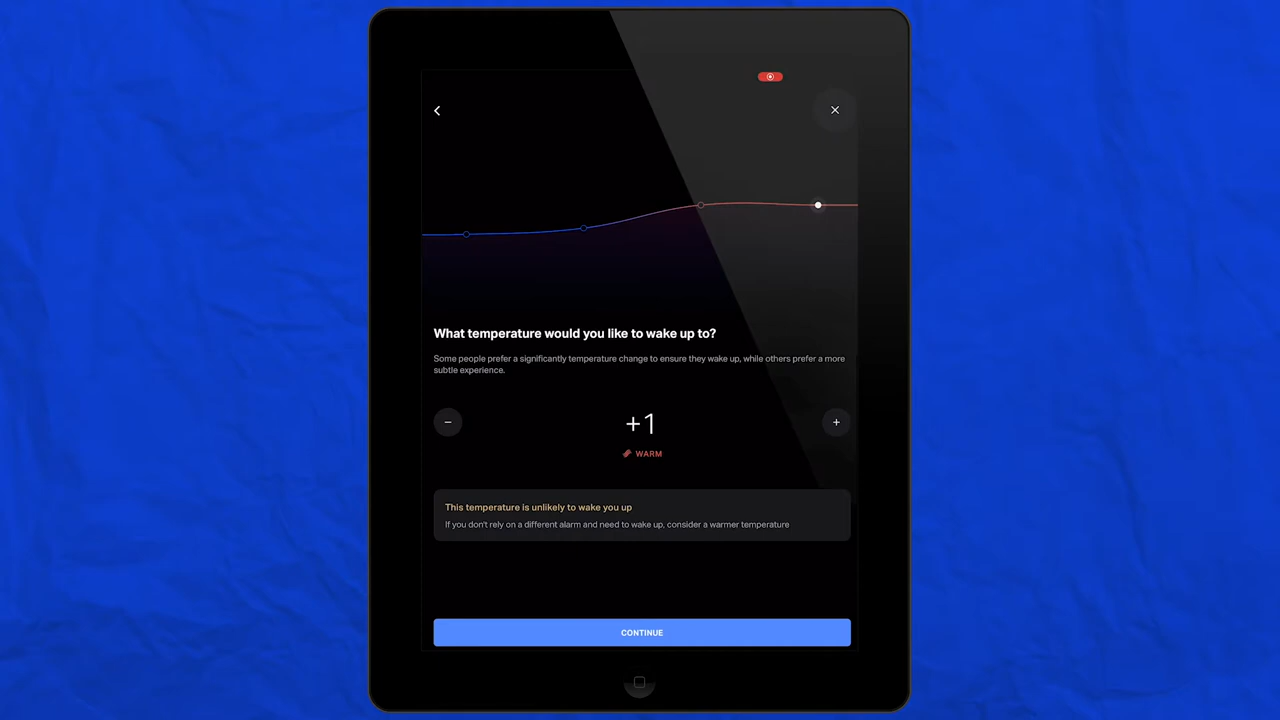 What temperature would you like to wake up to?
Some people prefer a significantly temperature change to ensure they wake up, while others prefer a more
subtle experience.
+1
WARM
This temperature is unlikely to wake you up
If you don't rely on a different alarm and need to wake up, consider a warmer temperature
CONTINUE